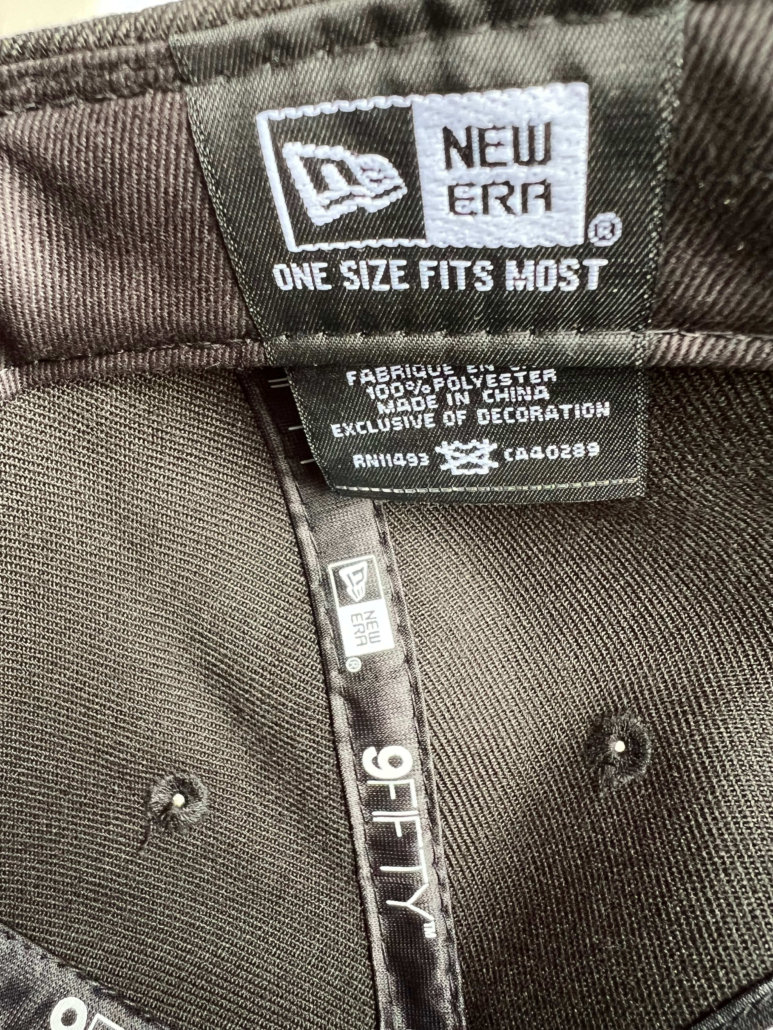 NEW
ERA
®
ONE SIZE FITS MOST
FABRIQUE EN
100% POLYESTER
MADE IN CHINA
EXCLUSIVE OF DECORATION
RN11493 CA40289
NEW
ERA
®
9FIFTY™